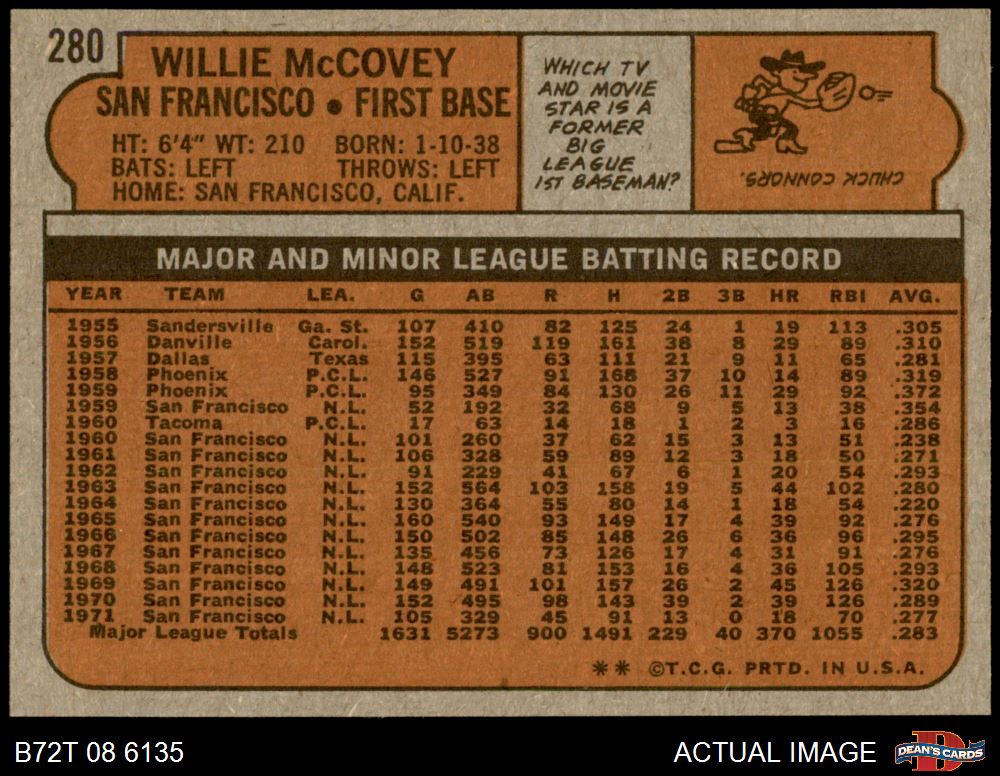 280
WILLIE McCOVEY
SAN FRANCISCO • FIRST BASE
HT: 6'4" WT: 210 BORN: 1-10-38
BATS: LEFT THROWS: LEFT
HOME: SAN FRANCISCO, CALIF.
WHICH TV
AND MOVIE
STAR IS A
FORMER
BIG
LEAGUE
1ST BASEMAN?
CHUCK CONNORS.
MAJOR AND MINOR LEAGUE BATTING RECORD
YEAR TEAM LEA. G AB R H 2B 3B HR RBI AVG.
1955 Sandersville Ga. St. 107 410 82 125 24 1 19 113 .305
1956 Danville Carol. 152 519 119 161 38 8 29 89 .310
1957 Dallas Texas 115 395 63 111 21 9 11 65 .281
1958 Phoenix P.C.L. 146 527 91 168 37 10 14 89 .319
1959 Phoenix P.C.L. 95 349 84 130 26 11 29 92 .372
1959 San Francisco N.L. 52 192 32 68 9 5 13 38 .354
1960 Tacoma P.C.L. 17 63 14 18 1 2 3 16 .286
1960 San Francisco N.L. 101 260 37 62 15 3 13 51 .238
1961 San Francisco N.L. 106 328 59 89 12 3 18 50 .271
1962 San Francisco N.L. 91 229 41 67 6 1 20 54 .293
1963 San Francisco N.L. 152 564 103 158 19 5 44 102 .280
1964 San Francisco N.L. 130 364 55 80 14 1 18 54 .220
1965 San Francisco N.L. 160 540 93 149 17 4 39 92 .276
1966 San Francisco N.L. 150 502 85 148 26 6 36 96 .295
1967 San Francisco N.L. 135 456 73 126 17 4 31 91 .276
1968 San Francisco N.L. 148 523 81 153 16 4 36 105 .293
1969 San Francisco N.L. 149 491 101 157 26 2 45 126 .320
1970 San Francisco N.L. 152 495 98 143 39 2 39 126 .289
1971 San Francisco N.L. 105 329 45 91 13 0 18 70 .277
Major League Totals 1631 5273 900 1491 229 40 370 1055 .283
** ©T.C.G. PRTD. IN U.S.A.
B72T 08 6135 ACTUAL IMAGE DEAN'S CARDS